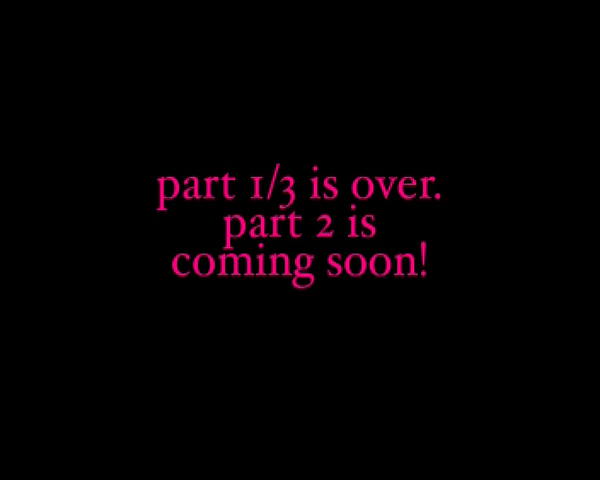 part 1/3 is over.
part 2 is
coming soon!